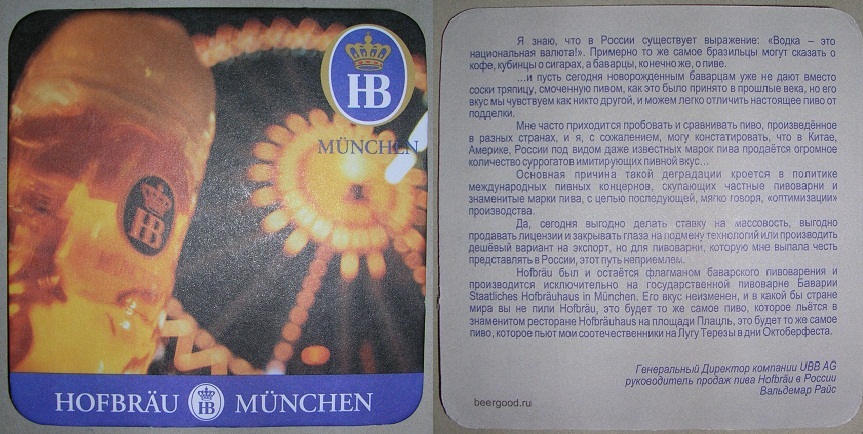 HB
MÜNCHEN
HB
HOFBRÄU HB MÜNCHEN
Я знаю, что в России существует выражение: «Водка – это
национальная валюта!». Примерно то же самое бразильцы могут сказать о
кофе, кубинцы о сигарах, а баварцы, конечно же, о пиве.
...и пусть сегодня новорожденным баварцам уже не дают вместо
соски тряпицу, смоченную пивом, как это было принято в прошлые века, но его
вкус мы чувствуем как никто другой, и можем легко отличить настоящее пиво от
подделки.
Мне часто приходится пробовать и сравнивать пиво, произведённое
в разных странах, и я, с сожалением, могу констатировать, что в Китае,
Америке, России под видом даже известных марок пива продаётся огромное
количество суррогатов имитирующих пивной вкус...
Основная причина такой деградации кроется в политике
международных пивных концернов, скупающих частные пивоварни и
знаменитые марки пива, с целью последующей, мягко говоря, «оптимизации»
производства.
Да, сегодня выгодно делать ставку на массовость, выгодно
продавать лицензии и закрывать глаза на подмену технологий или производить
дешёвый вариант на экспорт, но для пивоварни, которую мне выпала честь
представлять в России, этот путь неприемлем.
Hofbräu был и остаётся флагманом баварского пивоварения и
производится исключительно на государственной пивоварне Баварии
Staatliches Hofbräuhaus in München. Его вкус неизменен, и в какой бы стране
мира вы не пили Hofbräu, это будет то же самое пиво, которое льётся в
знаменитом ресторане Hofbräuhaus на площади Плацль, это будет то же самое
пиво, которое пьют мои соотечественники на Лугу Терезы в дни Октоберфеста.
Генеральный Директор компании UBB AG
руководитель продаж пива Hofbräu в России
Вальдемар Райс
beergood.ru